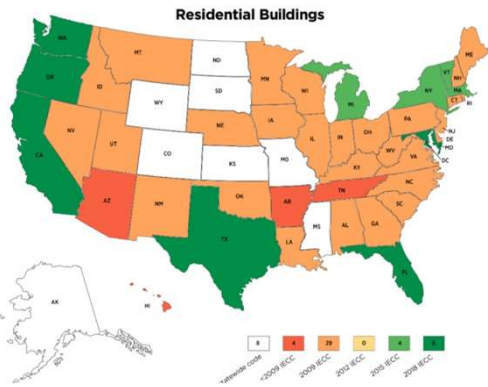 Residential Buildings
WA
MT
ND
MN
ME
OR
ID
SD
WI
MI
NY
VT
NH
MA
CT
RI
WY
NE
IA
PA
NJ
DE
MD
DC
NV
UT
CO
KS
MO
IL
IN
OH
WV
VA
KY
CA
AZ
NM
OK
AR
TN
NC
SC
TX
LA
MS
AL
GA
FL
AK
HI
8
4
29
0
4
<2009 IECC
2009 IECC
2012 IECC
2015 IECC
2018 IECC